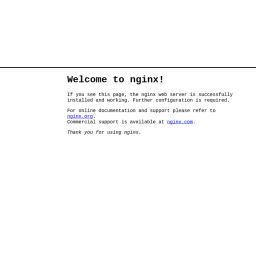 Welcome to nginx!
If you see this page, the nginx web server is successfully
installed and working. Further configuration is required.
For online documentation and support please refer to
nginx.org.
Commercial support is available at nginx.com.
Thank you for using nginx.